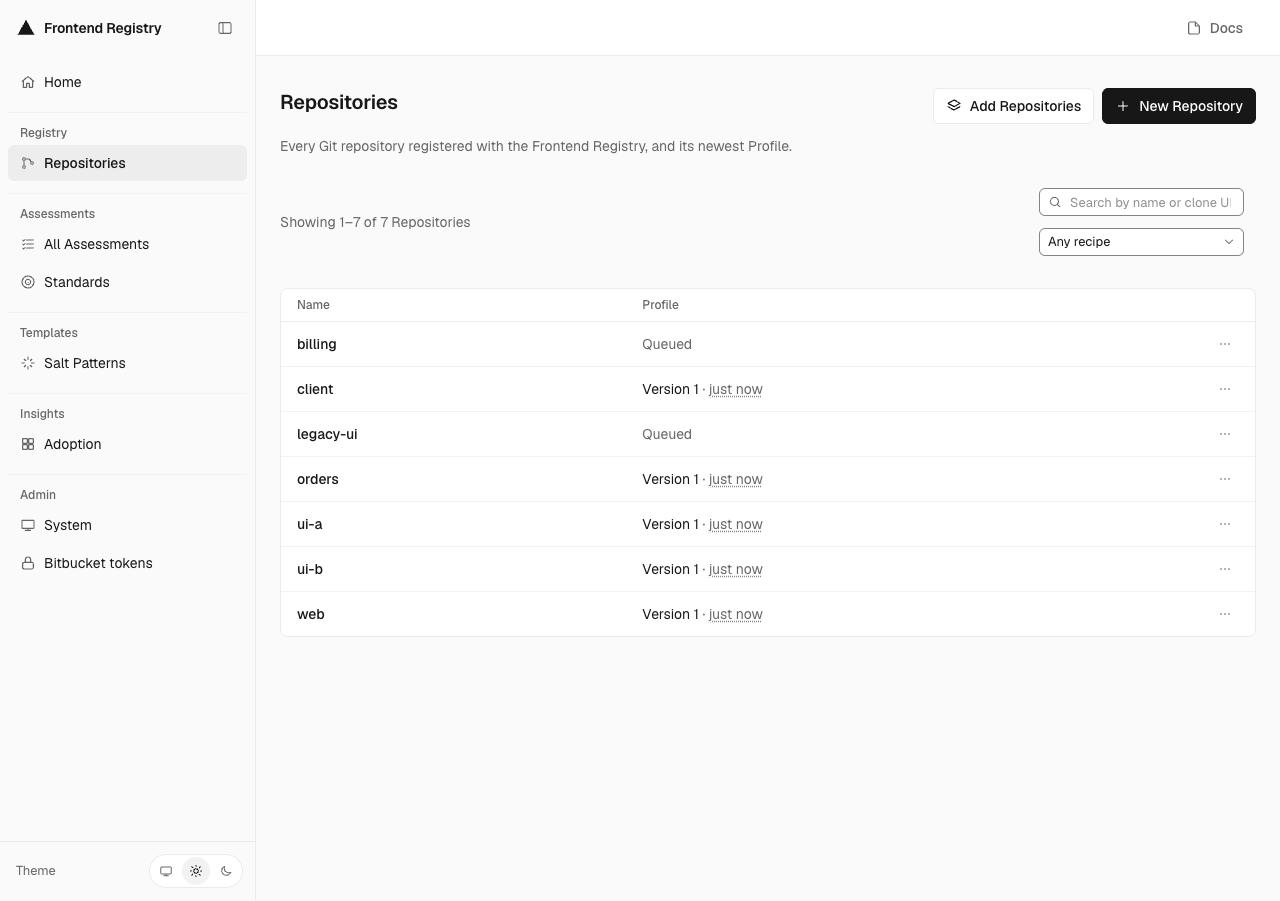 Frontend Registry
Docs
Home
Registry
Repositories
Assessments
All Assessments
Standards
Templates
Salt Patterns
Insights
Adoption
Admin
System
Bitbucket tokens
Theme
Repositories
Add Repositories
New Repository
Every Git repository registered with the Frontend Registry, and its newest Profile.
Showing 1–7 of 7 Repositories
Search by name or clone U
Any recipe
Name Profile
billing Queued
client Version 1 · just now
legacy-ui Queued
orders Version 1 · just now
ui-a Version 1 · just now
ui-b Version 1 · just now
web Version 1 · just now